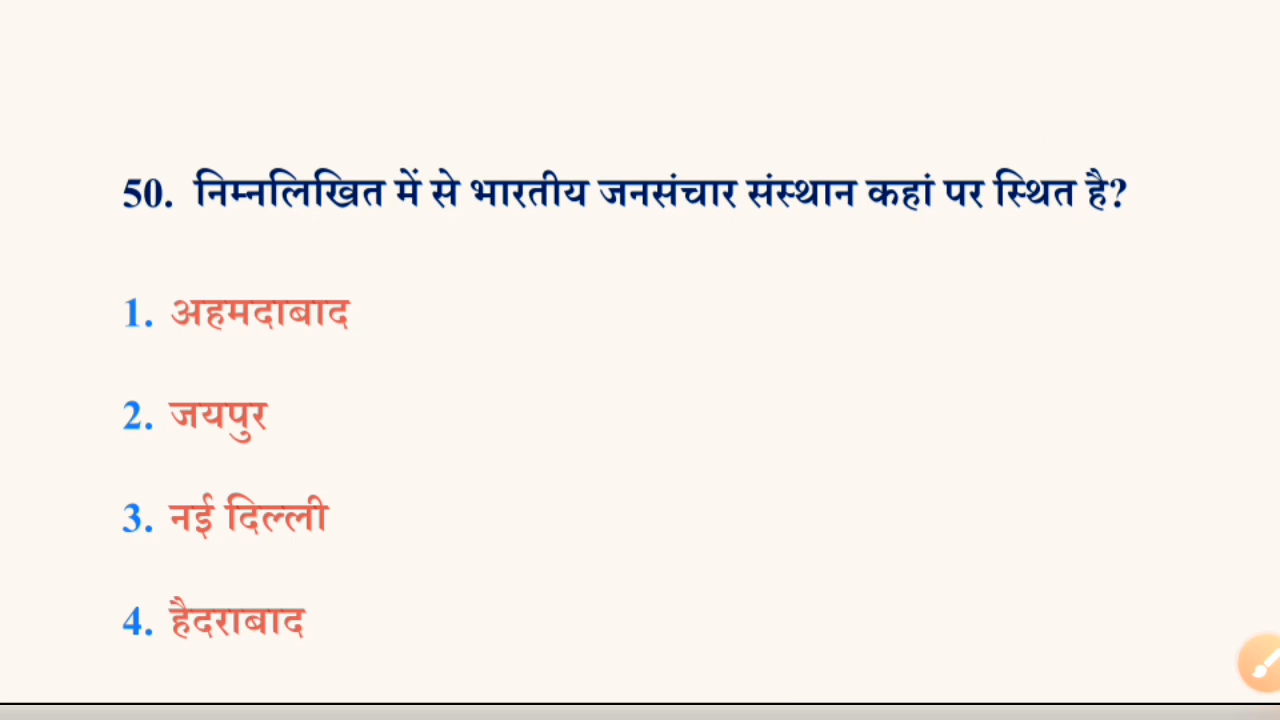 50. निम्नलिखित में से भारतीय जनसंचार संस्थान कहां पर स्थित है?
1. अहमदाबाद
2. जयपुर
3. नई दिल्ली
4. हैदराबाद